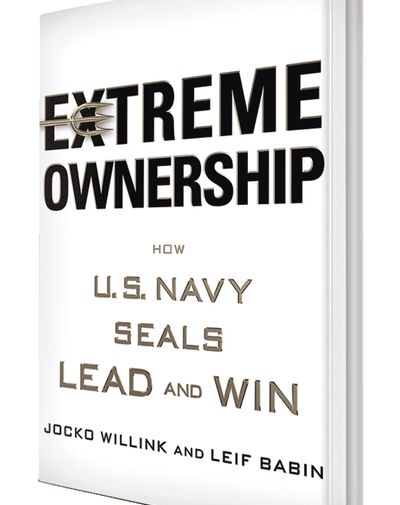 EXTREME
OWNERSHIP
HOW
U.S. NAVY
SEALS
LEAD AND WIN
JOCKO WILLINK AND LEIF BABIN